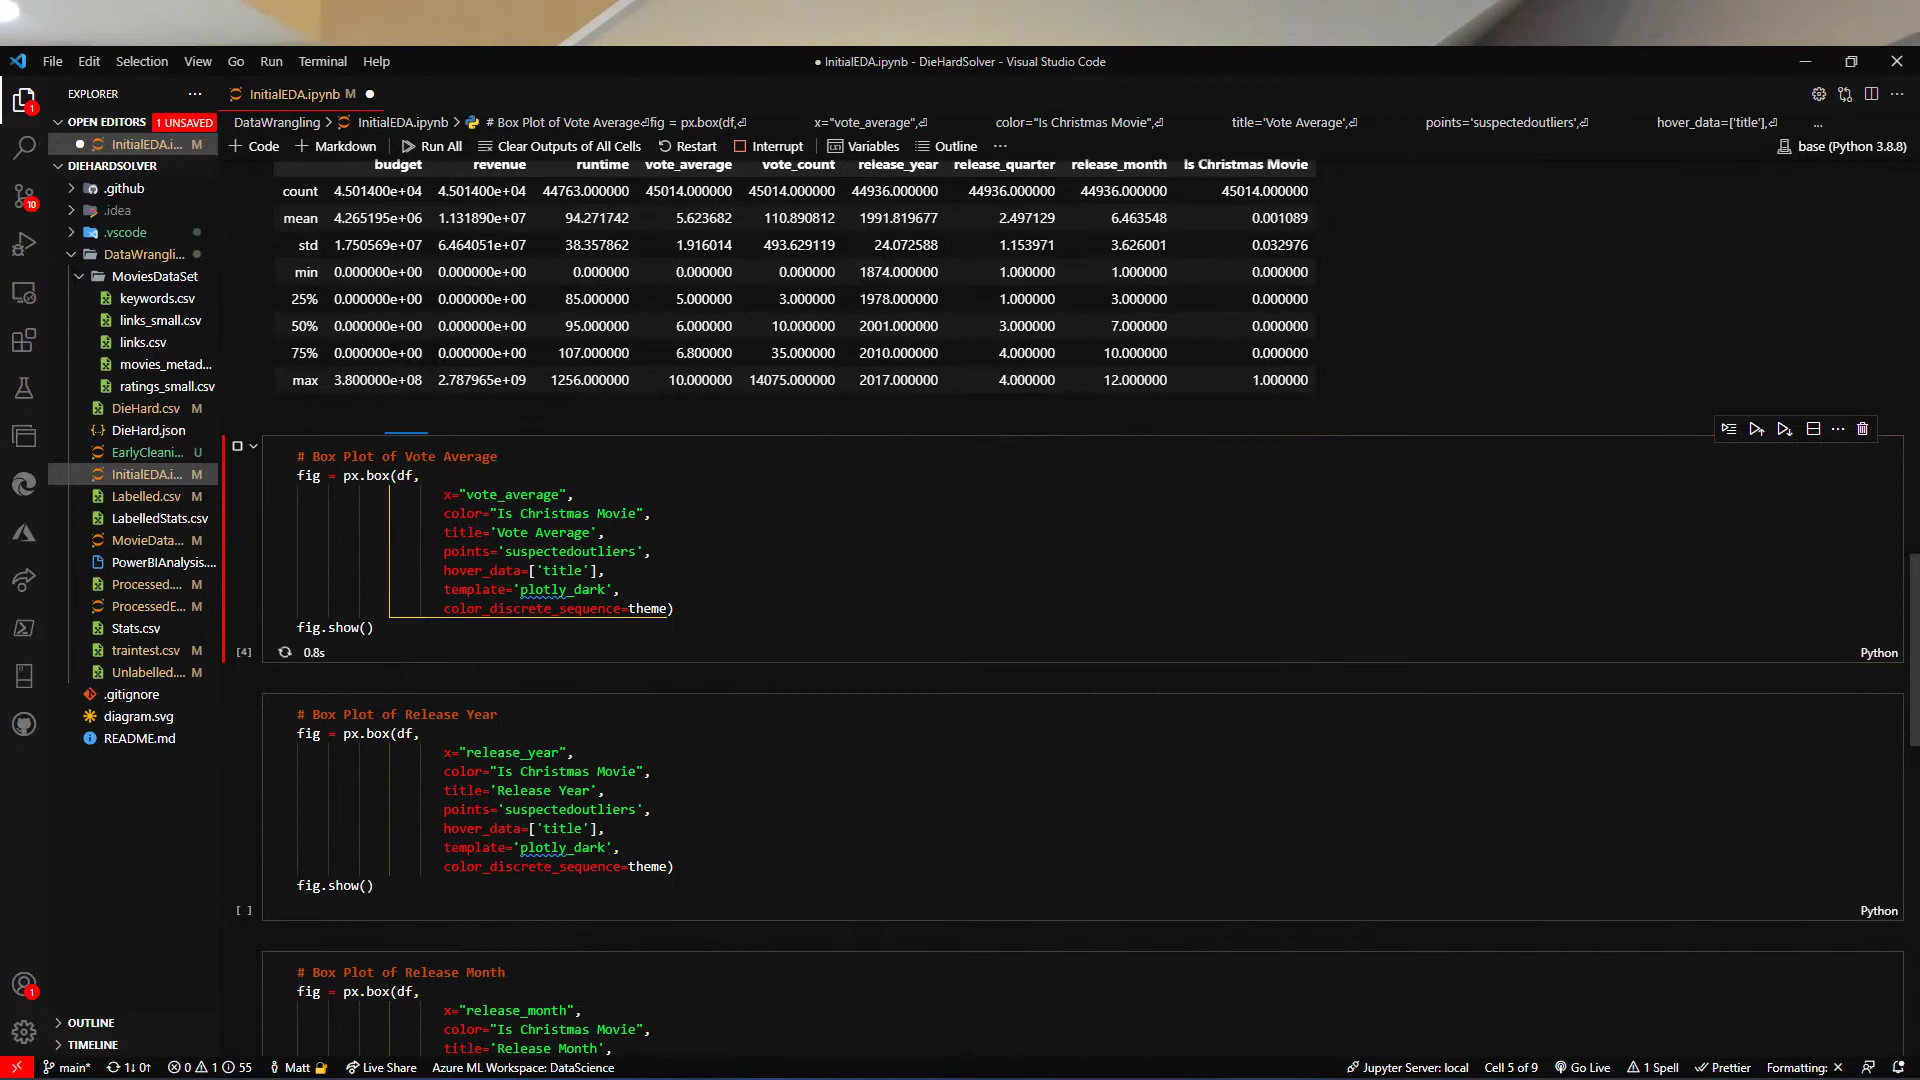 File Edit Selection View Go Run Terminal Help
● InitialEDA.ipynb - DieHardSolver - Visual Studio Code
EXPLORER ···
InitialEDA.ipynb M ●
OPEN EDITORS 1 UNSAVED
● InitialEDA.i... M
DataWrangling > InitialEDA.ipynb > # Box Plot of Vote Average⏎fig = px.box(df,⏎ x="vote_average",⏎ color="Is Christmas Movie",⏎ title='Vote Average',⏎ points='suspectedoutliers',⏎ hover_data=['title'],⏎ ...
+ Code + Markdown Run All Clear Outputs of All Cells Restart Interrupt Variables Outline ··· base (Python 3.8.8)
DIEHARDSOLVER
.github
.idea
.vscode
DataWrangli...
MoviesDataSet
keywords.csv
links_small.csv
links.csv
movies_metad...
ratings_small.csv
DieHard.csv M
DieHard.json
EarlyCleani... U
InitialEDA.i... M
Labelled.csv M
LabelledStats.csv
MovieData... M
PowerBIAnalysis....
Processed.... M
ProcessedE... M
Stats.csv
traintest.csv M
Unlabelled.... M
.gitignore
diagram.svg
README.md
OUTLINE
TIMELINE
budget revenue runtime vote_average vote_count release_year release_quarter release_month Is Christmas Movie
count 4.501400e+04 4.501400e+04 44763.000000 45014.000000 45014.000000 44936.000000 44936.000000 44936.000000 45014.000000
mean 4.265195e+06 1.131890e+07 94.271742 5.623682 110.890812 1991.819677 2.497129 6.463548 0.001089
std 1.750569e+07 6.464051e+07 38.357862 1.916014 493.629119 24.072588 1.153971 3.626001 0.032976
min 0.000000e+00 0.000000e+00 0.000000 0.000000 0.000000 1874.000000 1.000000 1.000000 0.000000
25% 0.000000e+00 0.000000e+00 85.000000 5.000000 3.000000 1978.000000 1.000000 3.000000 0.000000
50% 0.000000e+00 0.000000e+00 95.000000 6.000000 10.000000 2001.000000 3.000000 7.000000 0.000000
75% 0.000000e+00 0.000000e+00 107.000000 6.800000 35.000000 2010.000000 4.000000 10.000000 0.000000
max 3.800000e+08 2.787965e+09 1256.000000 10.000000 14075.000000 2017.000000 4.000000 12.000000 1.000000
# Box Plot of Vote Average
fig = px.box(df,
x="vote_average",
color="Is Christmas Movie",
title='Vote Average',
points='suspectedoutliers',
hover_data=['title'],
template='plotly_dark',
color_discrete_sequence=theme)
fig.show()
[4] 0.8s Python
# Box Plot of Release Year
fig = px.box(df,
x="release_year",
color="Is Christmas Movie",
title='Release Year',
points='suspectedoutliers',
hover_data=['title'],
template='plotly_dark',
color_discrete_sequence=theme)
fig.show()
[ ] Python
# Box Plot of Release Month
fig = px.box(df,
x="release_month",
color="Is Christmas Movie",
title='Release Month',
1
10
1
main* 1↓ 0↑ 0 1 55 Matt Live Share Azure ML Workspace: DataScience Jupyter Server: local Cell 5 of 9 Go Live 1 Spell Prettier Formatting: ×